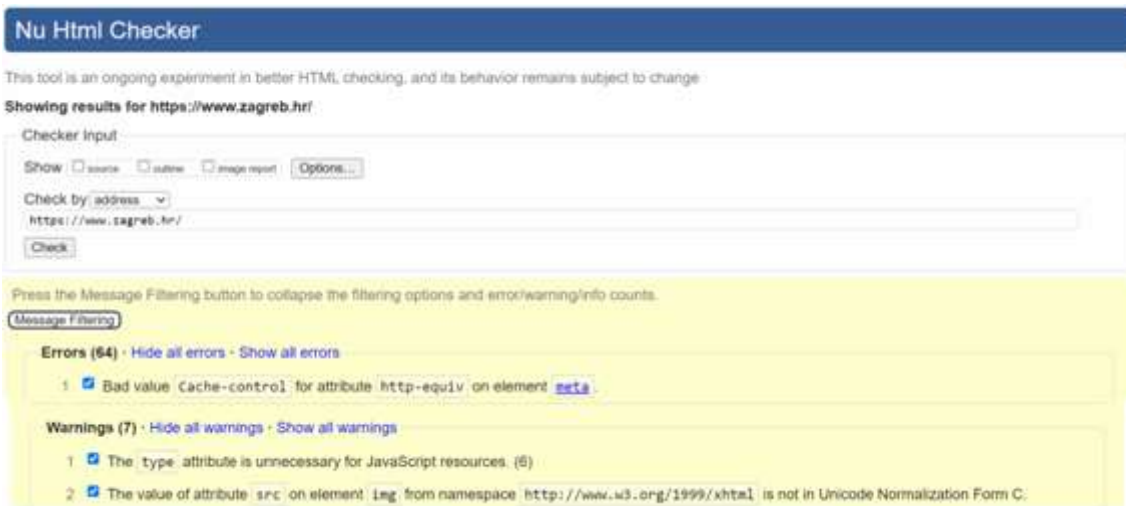 Nu Html Checker
This tool is an ongoing experiment in better HTML checking, and its behavior remains subject to change
Showing results for https://www.zagreb.hr/
Checker Input
Show source outline image report Options...
Check by address
https://www.zagreb.hr/
Check
Press the Message Filtering button to collapse the filtering options and error/warning/info counts.
Message Filtering
Errors (64) · Hide all errors · Show all errors
1 Bad value Cache-control for attribute http-equiv on element meta.
Warnings (7) · Hide all warnings · Show all warnings
1 The type attribute is unnecessary for JavaScript resources. (6)
2 The value of attribute src on element img from namespace http://www.w3.org/1999/xhtml is not in Unicode Normalization Form C.